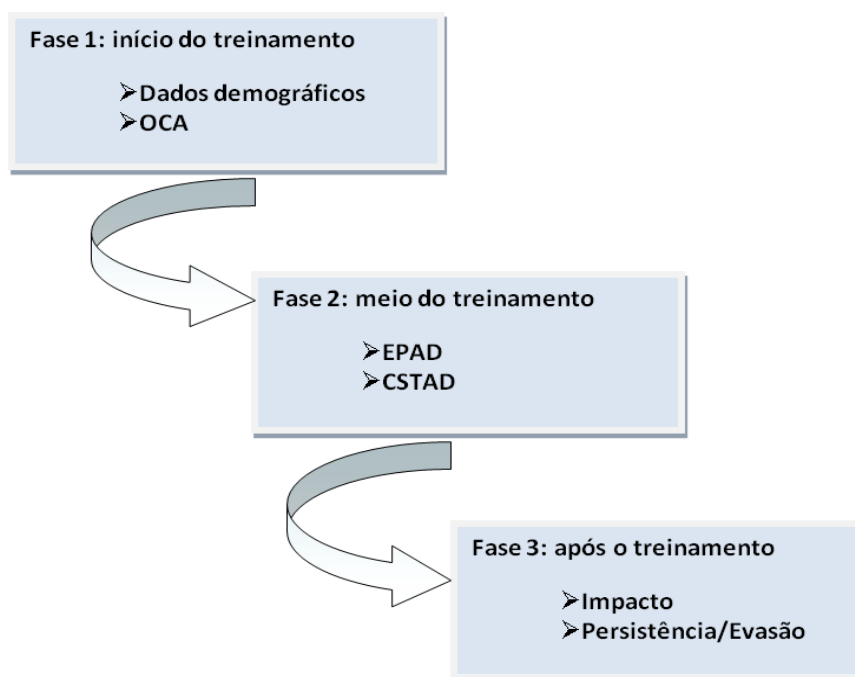 Fase 1: início do treinamento
➢Dados demográficos
➢OCA
Fase 2: meio do treinamento
➢EPAD
➢CSTAD
Fase 3: após o treinamento
➢Impacto
➢Persistência/Evasão